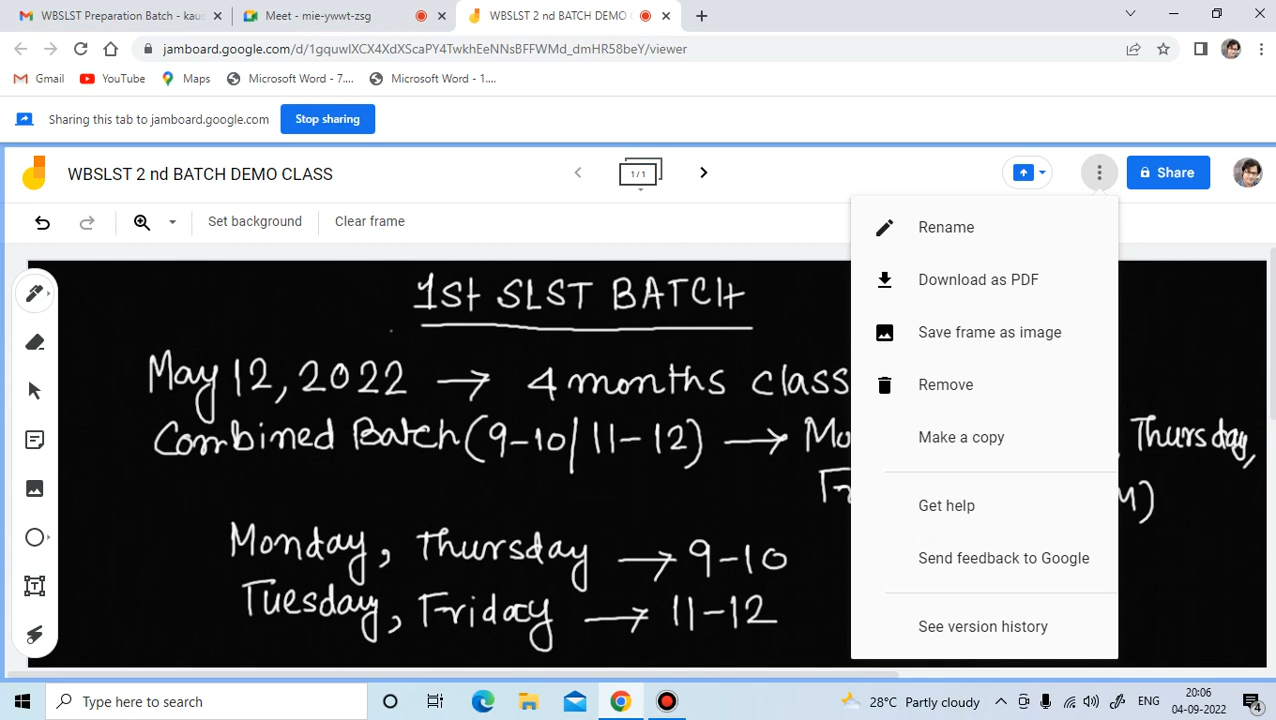 WBSLST Preparation Batch - kaus
Meet - mie-ywwt-zsg
WBSLST 2 nd BATCH DEMO C
jamboard.google.com/d/1gquwlXCX4XdXScaPY4TwkhEeNNsBFFWMd_dmHR58beY/viewer
Gmail YouTube Maps Microsoft Word - 7.... Microsoft Word - 1....
Sharing this tab to jamboard.google.com Stop sharing
WBSLST 2 nd BATCH DEMO CLASS 1 / 1 Share
Set background Clear frame
Rename
Download as PDF
Save frame as image
Remove
Make a copy
Get help
Send feedback to Google
See version history
1St SLST BATCH
May 12, 2022 → 4 months class
Combined Batch (9-10/11-12) → Mo Thursday,
Fr M)
Monday, Thursday → 9-10
Tuesday, Friday → 11-12
Type here to search 28°C Partly cloudy ENG 20:06
04-09-2022 4